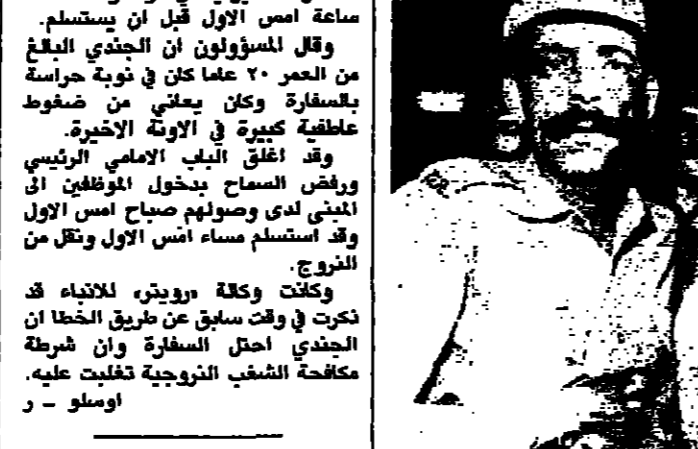 ساعة امس الاول قبل ان يستسلم.
وقال المسؤولون ان الجندي البالغ
من العمر ٢٠ عاما كان في نوبة حراسة
بالسفارة وكان يعاني من ضغوط
عاطفية كبيرة في الاونة الاخيرة.
وقد اغلق الباب الامامي الرئيسي
ورفض السماح بدخول الموظفين الى
المبنى لدى وصولهم صباح امس الاول
وقد استسلم مساء امس الاول ونقل من
النروج.
وكانت وكالة «رويتر» للانباء قد
ذكرت في وقت سابق عن طريق الخطا ان
الجندي احتل السفارة وان شرطة
مكافحة الشغب النروجية تغلبت عليه.
اوسلو - ر